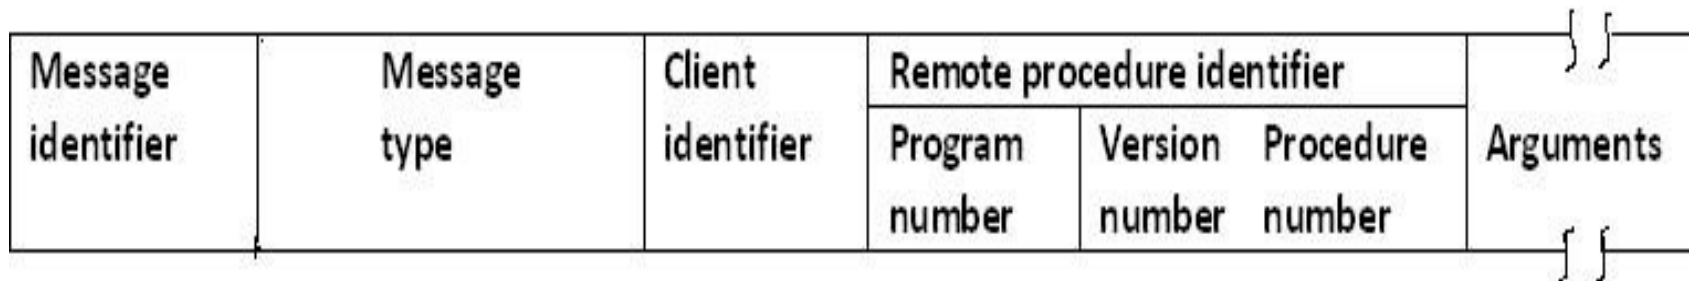 Message identifier
Message type
Client identifier
Remote procedure identifier
Program number
Version number
Procedure number
Arguments